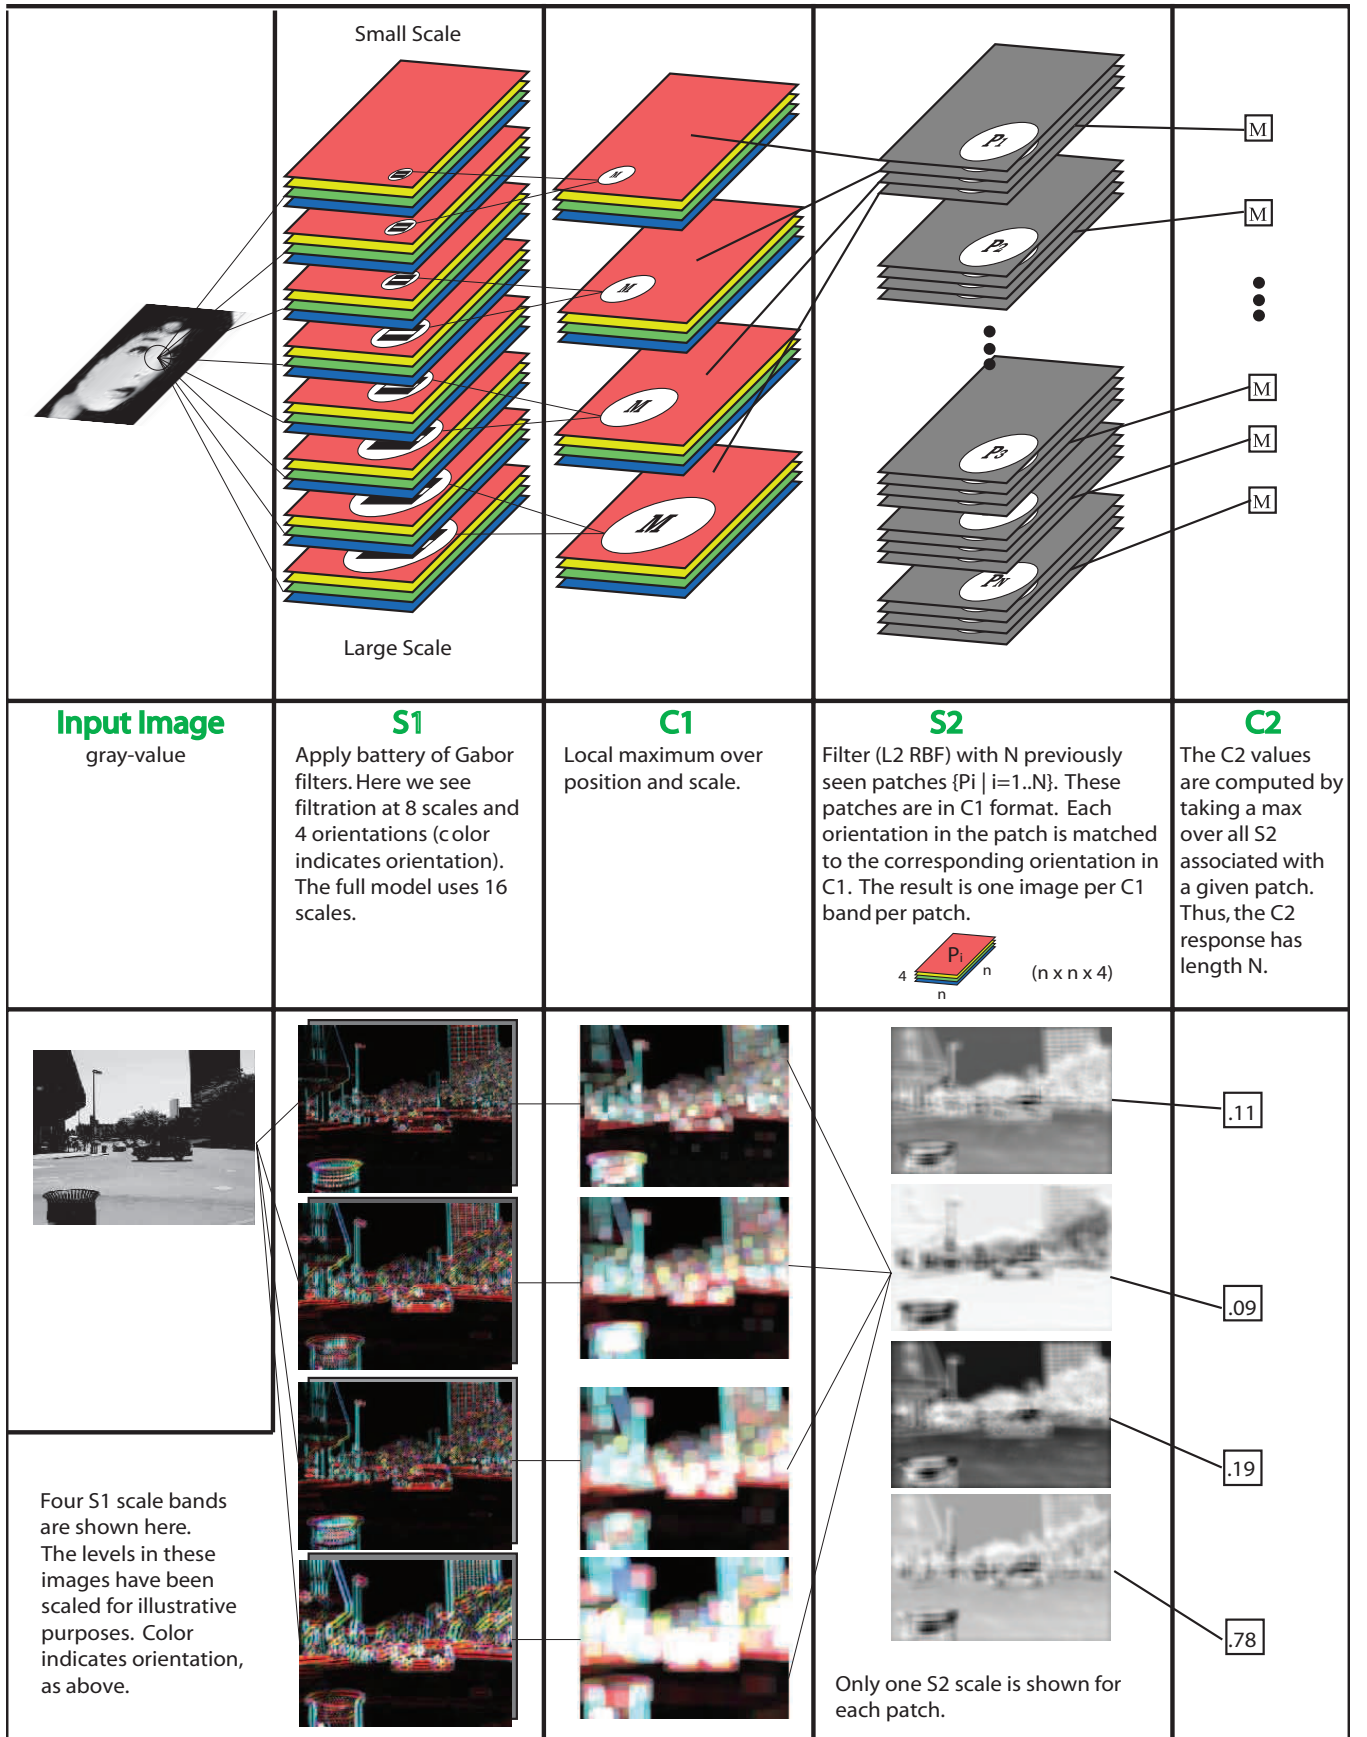 Small Scale
M
M
M
M
P1
P2
P3
PN
M
M
M
M
M
Large Scale
Input Image
gray-value
S1
Apply battery of Gabor
filters. Here we see
filtration at 8 scales and
4 orientations (color
indicates orientation).
The full model uses 16
scales.
C1
Local maximum over
position and scale.
S2
Filter (L2 RBF) with N previously
seen patches {Pi | i=1..N}. These
patches are in C1 format. Each
orientation in the patch is matched
to the corresponding orientation in
C1. The result is one image per C1
band per patch.
Pi
4
n
n
(n x n x 4)
C2
The C2 values
are computed by
taking a max
over all S2
associated with
a given patch.
Thus, the C2
response has
length N.
Four S1 scale bands
are shown here.
The levels in these
images have been
scaled for illustrative
purposes. Color
indicates orientation,
as above.
Only one S2 scale is shown for
each patch.
.11
.09
.19
.78